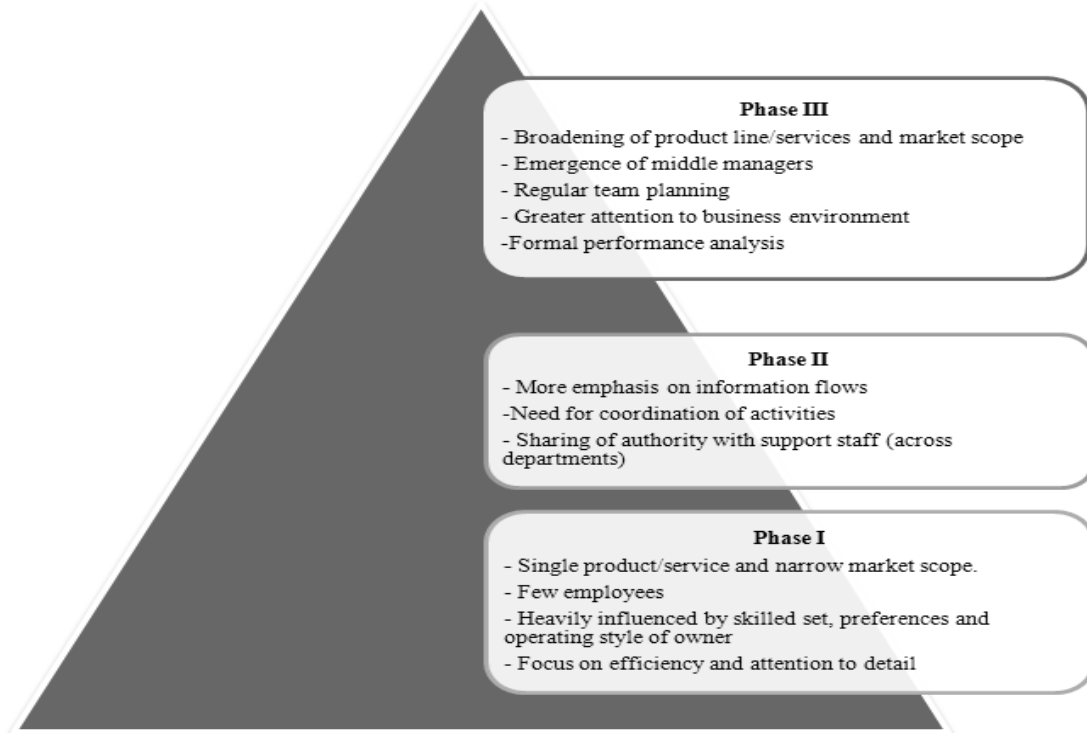 Phase III
- Broadening of product line/services and market scope
- Emergence of middle managers
- Regular team planning
- Greater attention to business environment
-Formal performance analysis
Phase II
- More emphasis on information flows
-Need for coordination of activities
- Sharing of authority with support staff (across
departments)
Phase I
- Single product/service and narrow market scope.
- Few employees
- Heavily influenced by skilled set, preferences and
operating style of owner
- Focus on efficiency and attention to detail